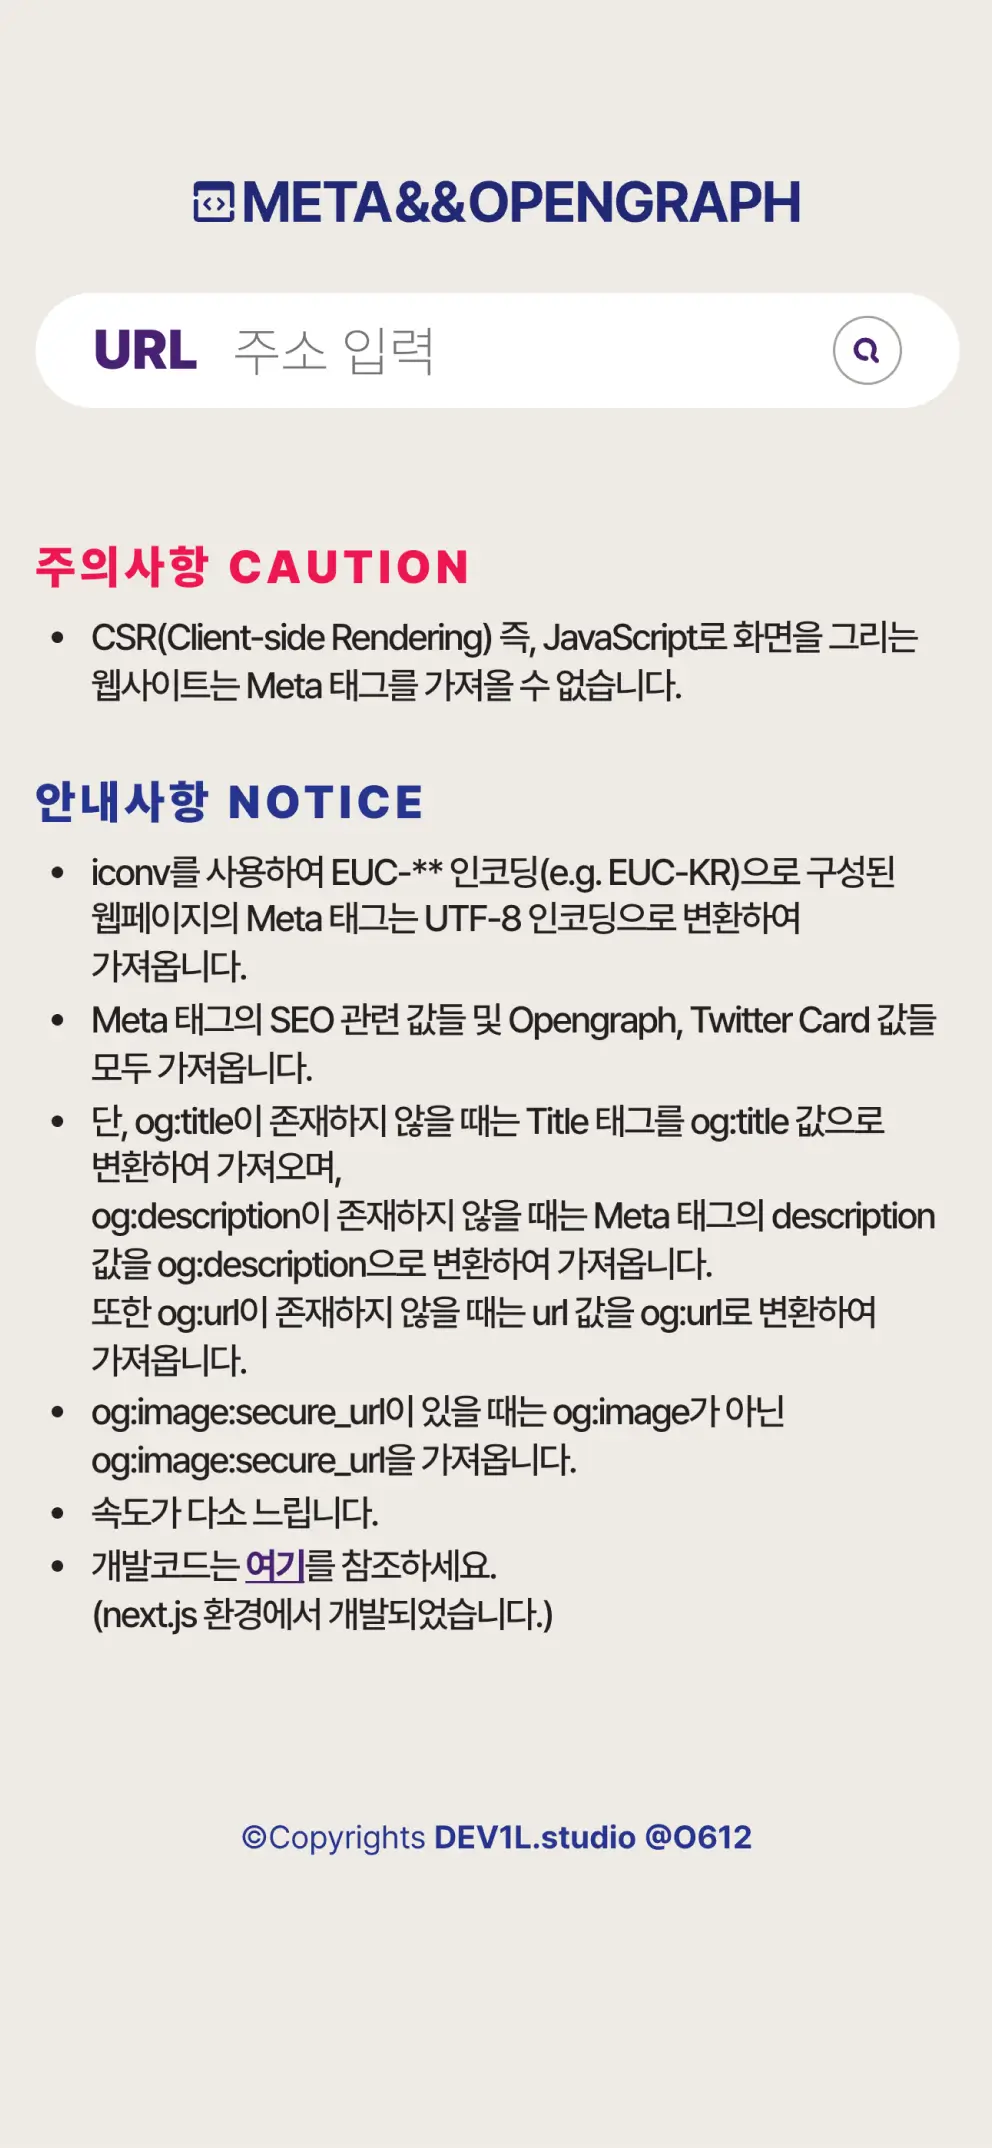 META&&OPENGRAPH
URL 주소 입력
주의사항 CAUTION
• CSR(Client-side Rendering) 즉, JavaScript로 화면을 그리는
웹사이트는 Meta 태그를 가져올 수 없습니다.
안내사항 NOTICE
• iconv를 사용하여 EUC-** 인코딩(e.g. EUC-KR)으로 구성된
웹페이지의 Meta 태그는 UTF-8 인코딩으로 변환하여
가져옵니다.
• Meta 태그의 SEO 관련 값들 및 Opengraph, Twitter Card 값들
모두 가져옵니다.
• 단, og:title이 존재하지 않을 때는 Title 태그를 og:title 값으로
변환하여 가져오며,
og:description이 존재하지 않을 때는 Meta 태그의 description
값을 og:description으로 변환하여 가져옵니다.
또한 og:url이 존재하지 않을 때는 url 값을 og:url로 변환하여
가져옵니다.
• og:image:secure_url이 있을 때는 og:image가 아닌
og:image:secure_url을 가져옵니다.
• 속도가 다소 느립니다.
• 개발코드는 여기를 참조하세요.
(next.js 환경에서 개발되었습니다.)
©Copyrights DEV1L.studio @O612